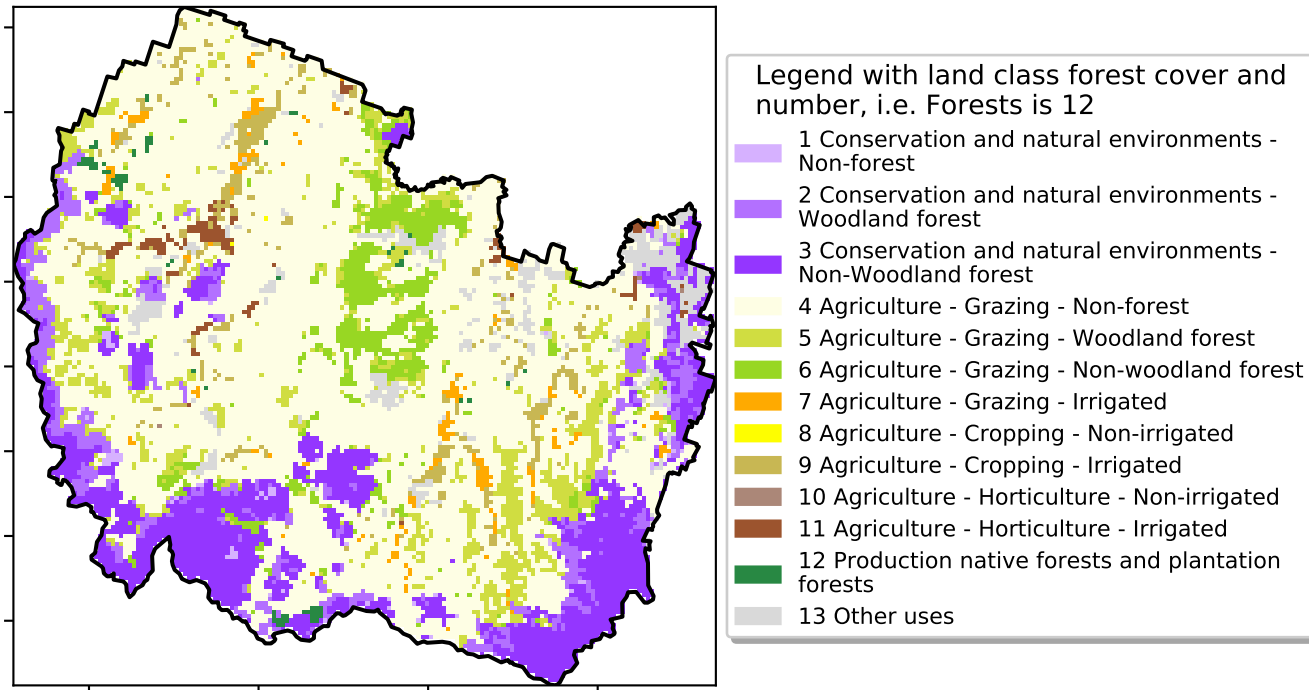 Legend with land class forest cover and
number, i.e. Forests is 12
1 Conservation and natural environments -
Non-forest
2 Conservation and natural environments -
Woodland forest
3 Conservation and natural environments -
Non-Woodland forest
4 Agriculture - Grazing - Non-forest
5 Agriculture - Grazing - Woodland forest
6 Agriculture - Grazing - Non-woodland forest
7 Agriculture - Grazing - Irrigated
8 Agriculture - Cropping - Non-irrigated
9 Agriculture - Cropping - Irrigated
10 Agriculture - Horticulture - Non-irrigated
11 Agriculture - Horticulture - Irrigated
12 Production native forests and plantation
forests
13 Other uses